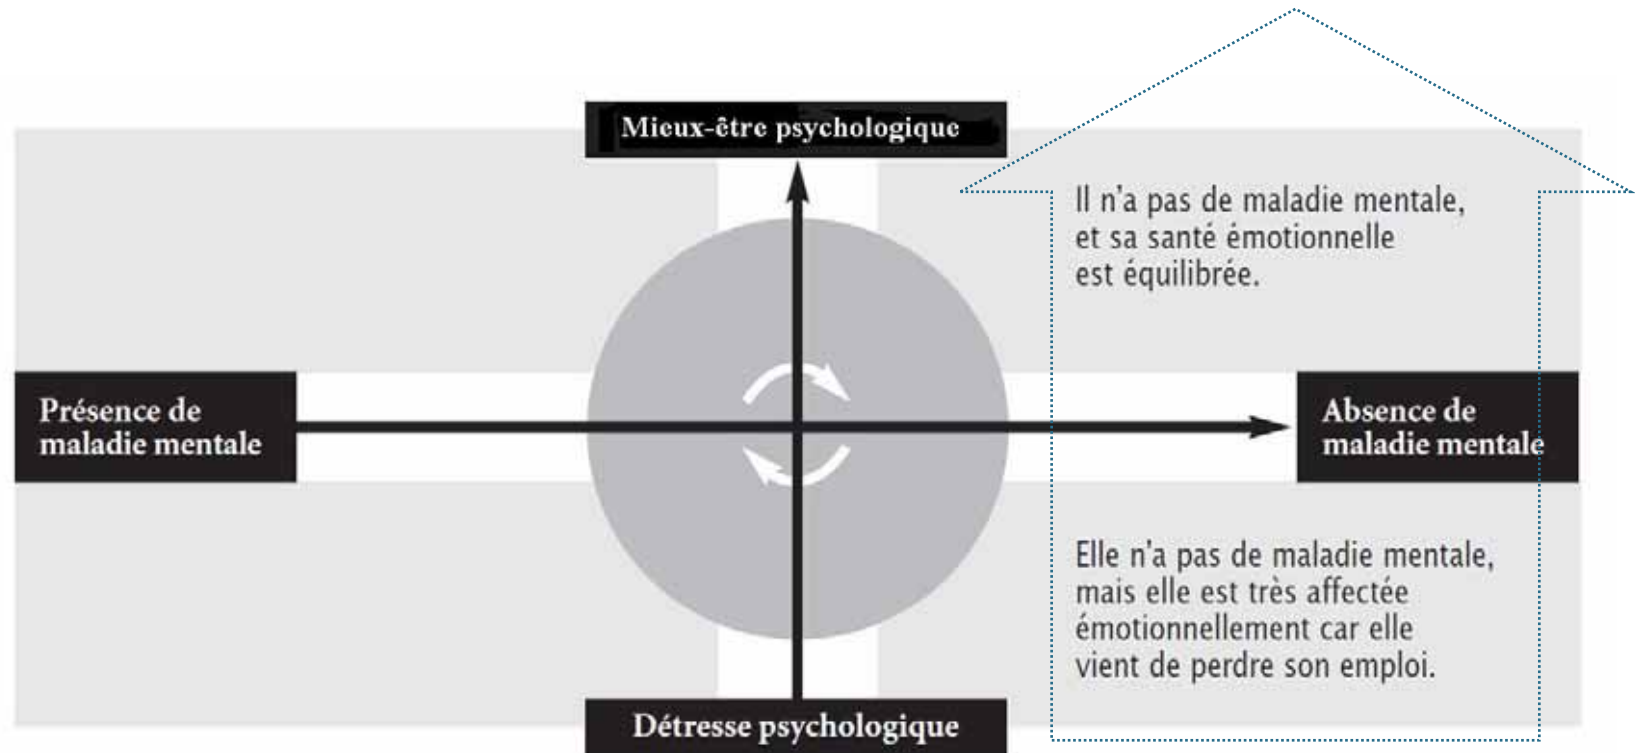 Mieux-être psychologique
Il n'a pas de maladie mentale,
et sa santé émotionnelle
est équilibrée.
Présence de
maladie mentale
Absence de
maladie mentale
Elle n'a pas de maladie mentale,
mais elle est très affectée
émotionnellement car elle
vient de perdre son emploi.
Détresse psychologique